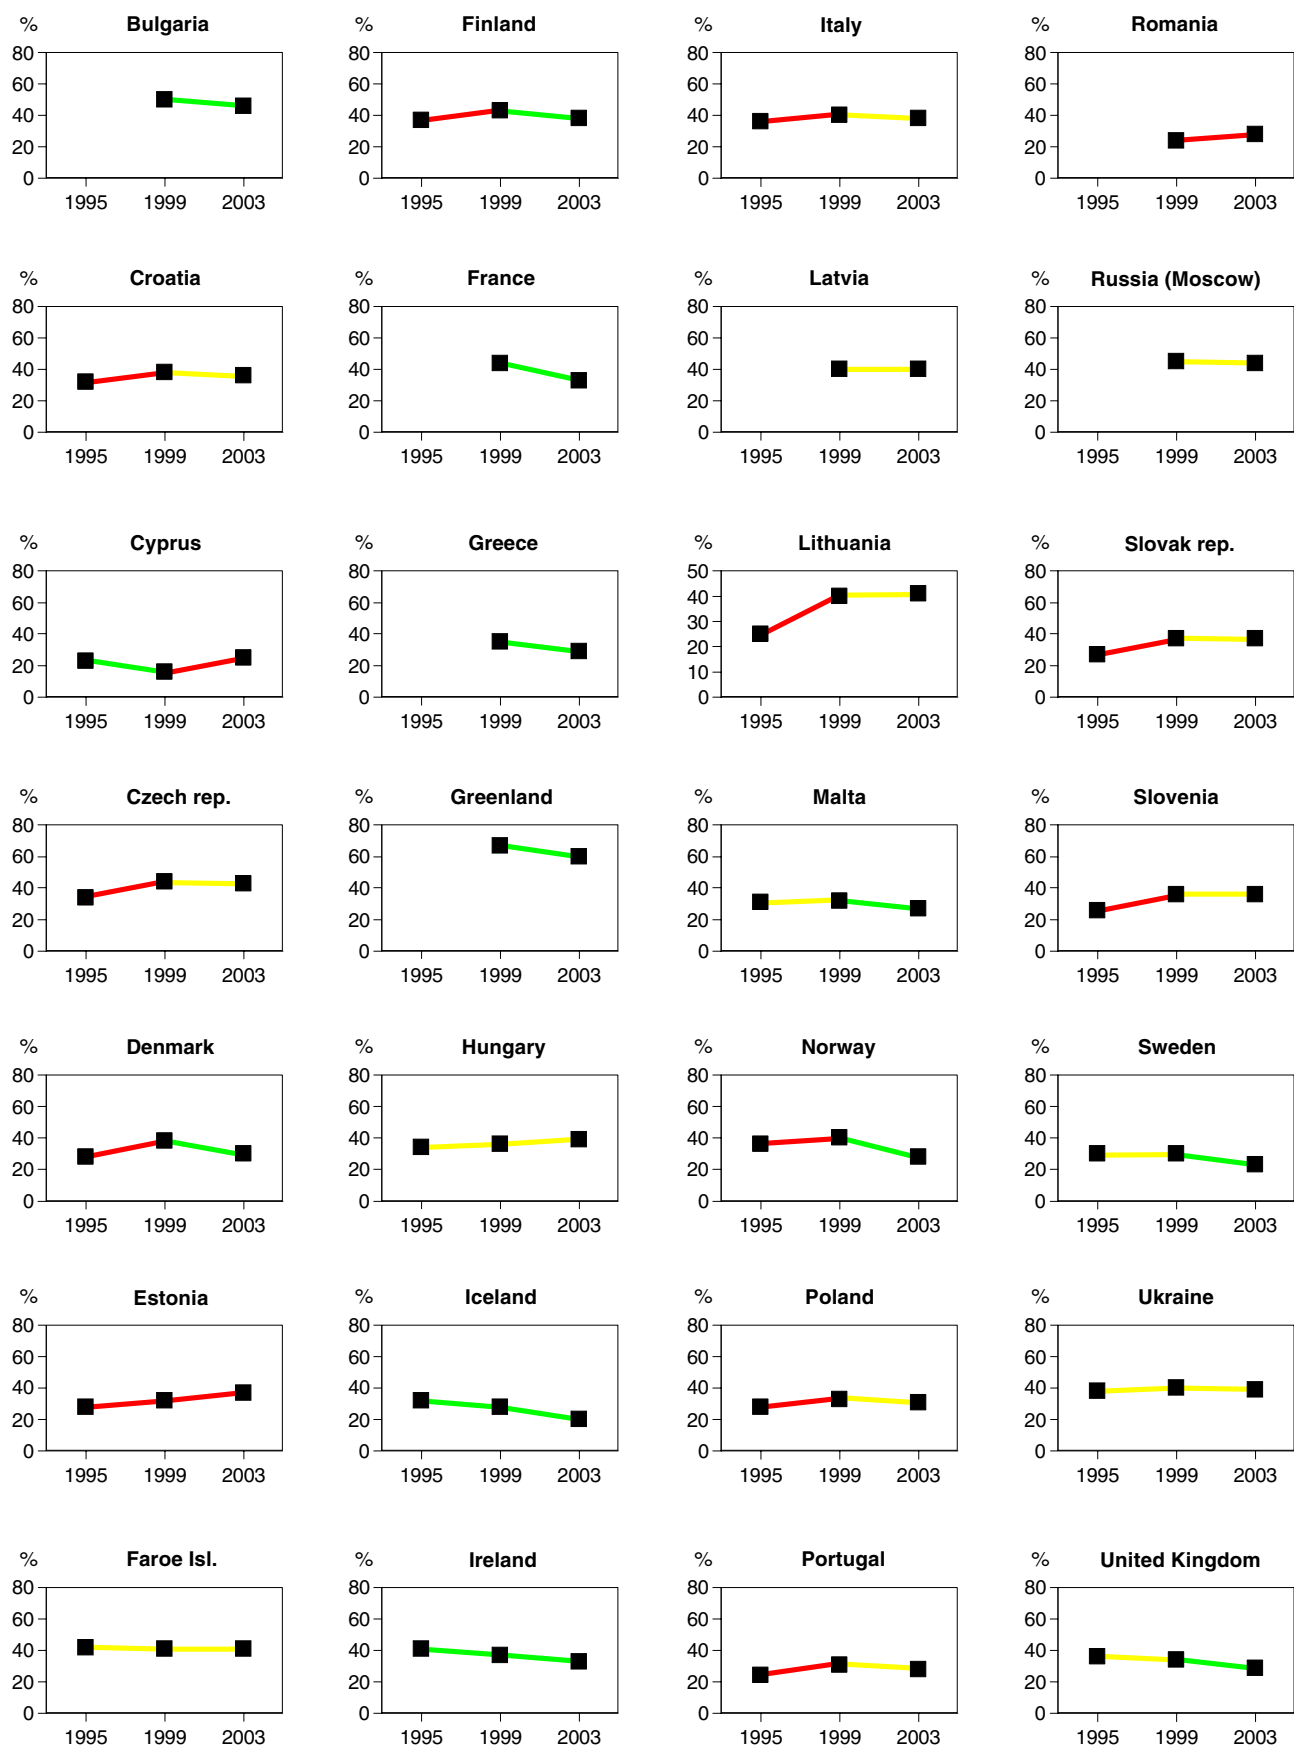 % Bulgaria % Finland % Italy % Romania
80 80 80 80
60 60 60 60
40 40 40 40
20 20 20 20
0 0 0 0
1995 1999 2003 1995 1999 2003 1995 1999 2003 1995 1999 2003
% Croatia % France % Latvia % Russia (Moscow)
80 80 80 80
60 60 60 60
40 40 40 40
20 20 20 20
0 0 0 0
1995 1999 2003 1995 1999 2003 1995 1999 2003 1995 1999 2003
% Cyprus % Greece % Lithuania % Slovak rep.
80 80 50 80
60 60 40 60
40 40 30 40
20 20 20 20
10
0 0 0 0
1995 1999 2003 1995 1999 2003 1995 1999 2003 1995 1999 2003
% Czech rep. % Greenland % Malta % Slovenia
80 80 80 80
60 60 60 60
40 40 40 40
20 20 20 20
0 0 0 0
1995 1999 2003 1995 1999 2003 1995 1999 2003 1995 1999 2003
% Denmark % Hungary % Norway % Sweden
80 80 80 80
60 60 60 60
40 40 40 40
20 20 20 20
0 0 0 0
1995 1999 2003 1995 1999 2003 1995 1999 2003 1995 1999 2003
% Estonia % Iceland % Poland % Ukraine
80 80 80 80
60 60 60 60
40 40 40 40
20 20 20 20
0 0 0 0
1995 1999 2003 1995 1999 2003 1995 1999 2003 1995 1999 2003
% Faroe Isl. % Ireland % Portugal % United Kingdom
80 80 80 80
60 60 60 60
40 40 40 40
20 20 20 20
0 0 0 0
1995 1999 2003 1995 1999 2003 1995 1999 2003 1995 1999 2003